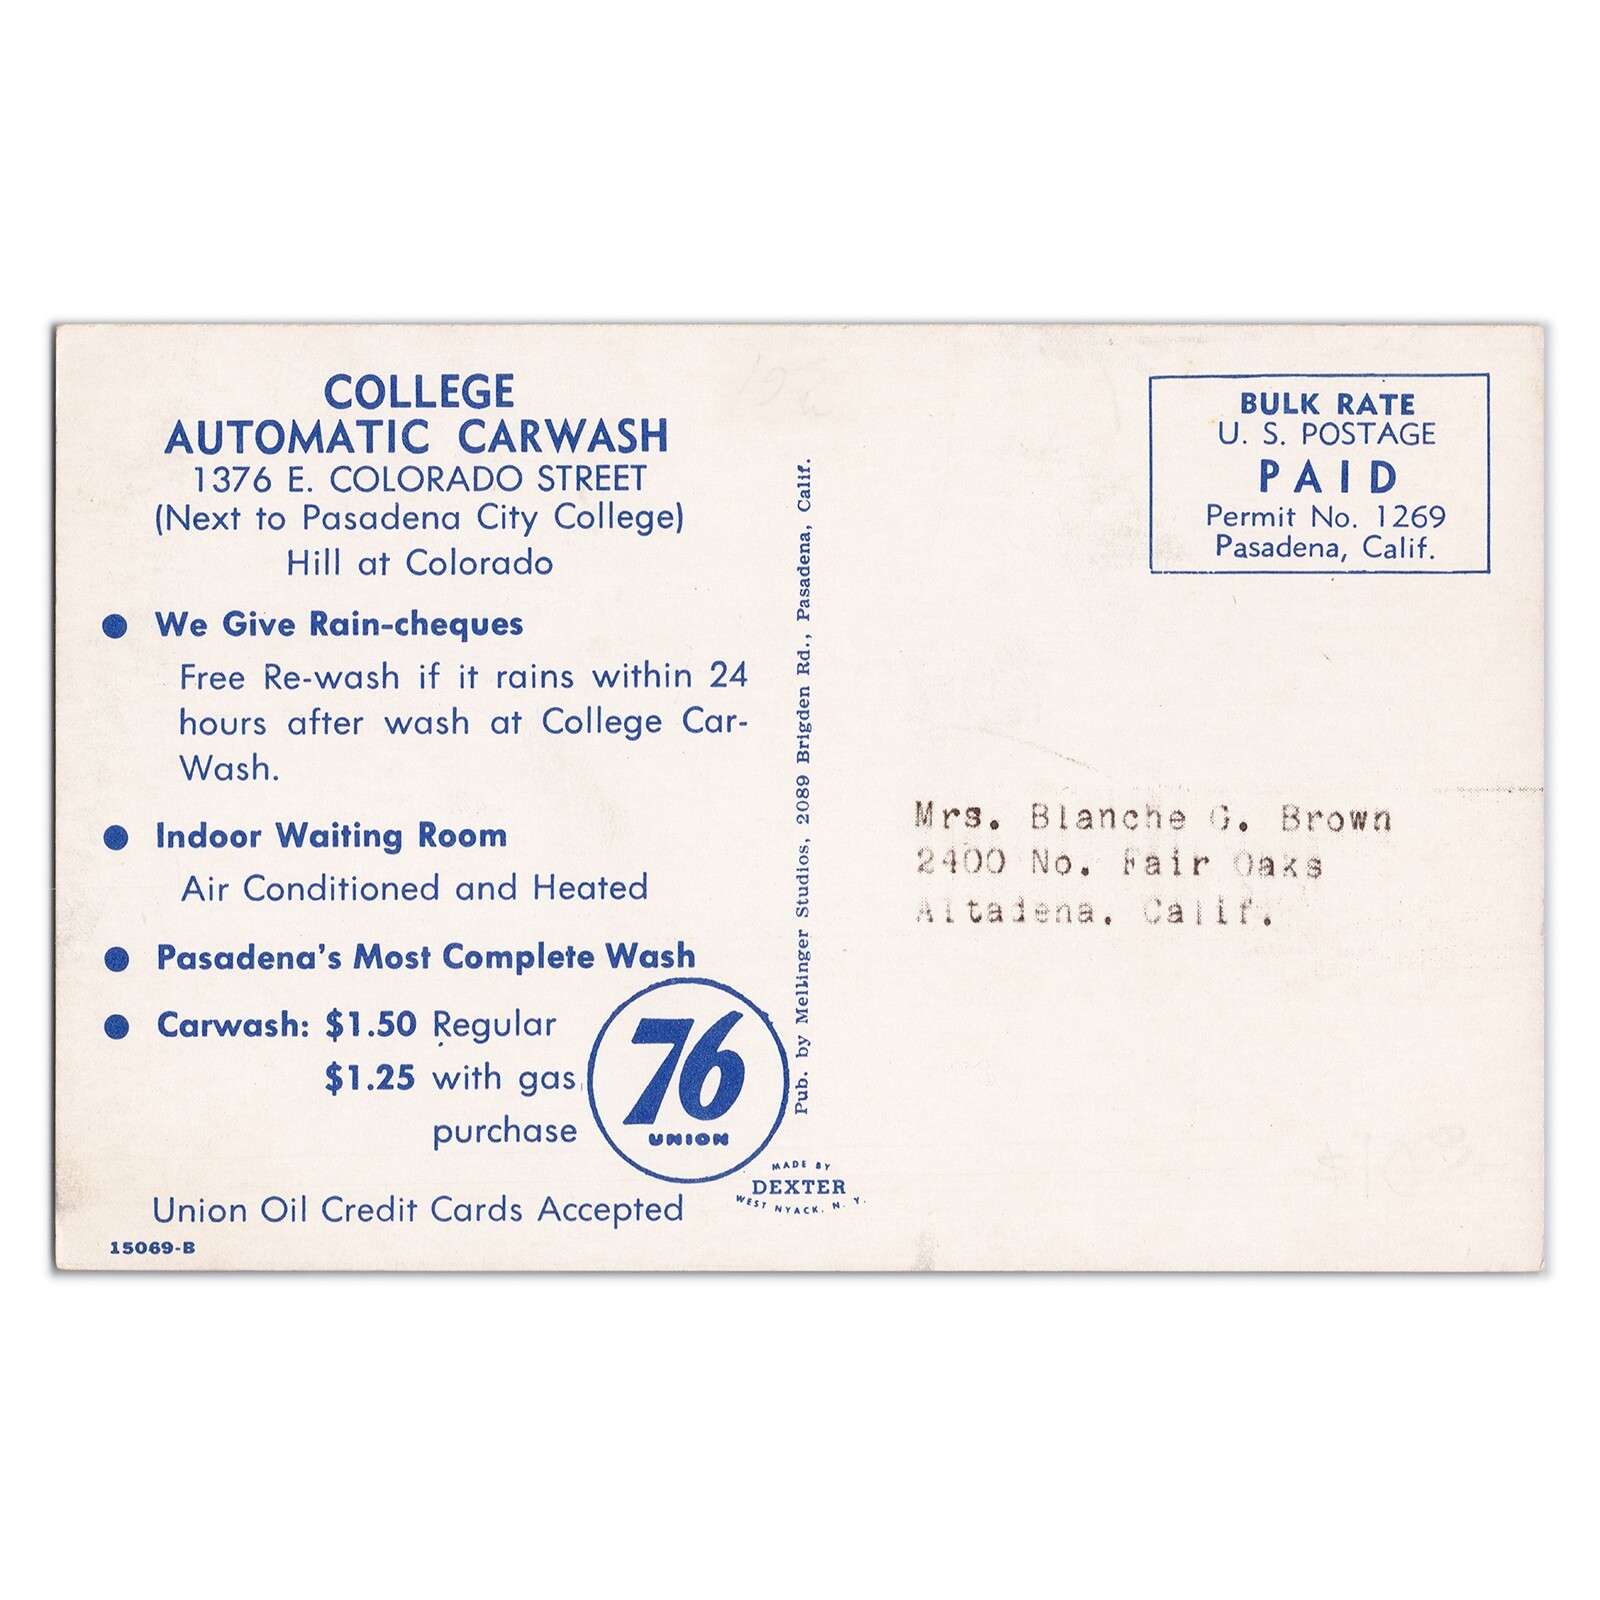 COLLEGE
AUTOMATIC CARWASH
1376 E. COLORADO STREET
(Next to Pasadena City College)
Hill at Colorado
● We Give Rain-cheques
Free Re-wash if it rains within 24
hours after wash at College Car-
Wash.
● Indoor Waiting Room
Air Conditioned and Heated
● Pasadena's Most Complete Wash
● Carwash: $1.50 Regular
$1.25 with gas
purchase
76
UNION
Union Oil Credit Cards Accepted
15069-B
MADE BY
DEXTER
WEST NYACK, N. Y.
Pub. by Mellinger Studios, 2089 Brigden Rd., Pasadena, Calif.
BULK RATE
U. S. POSTAGE
PAID
Permit No. 1269
Pasadena, Calif.
Mrs. Blanche G. Brown
2400 No. Fair Oaks
Altadena. Calif.